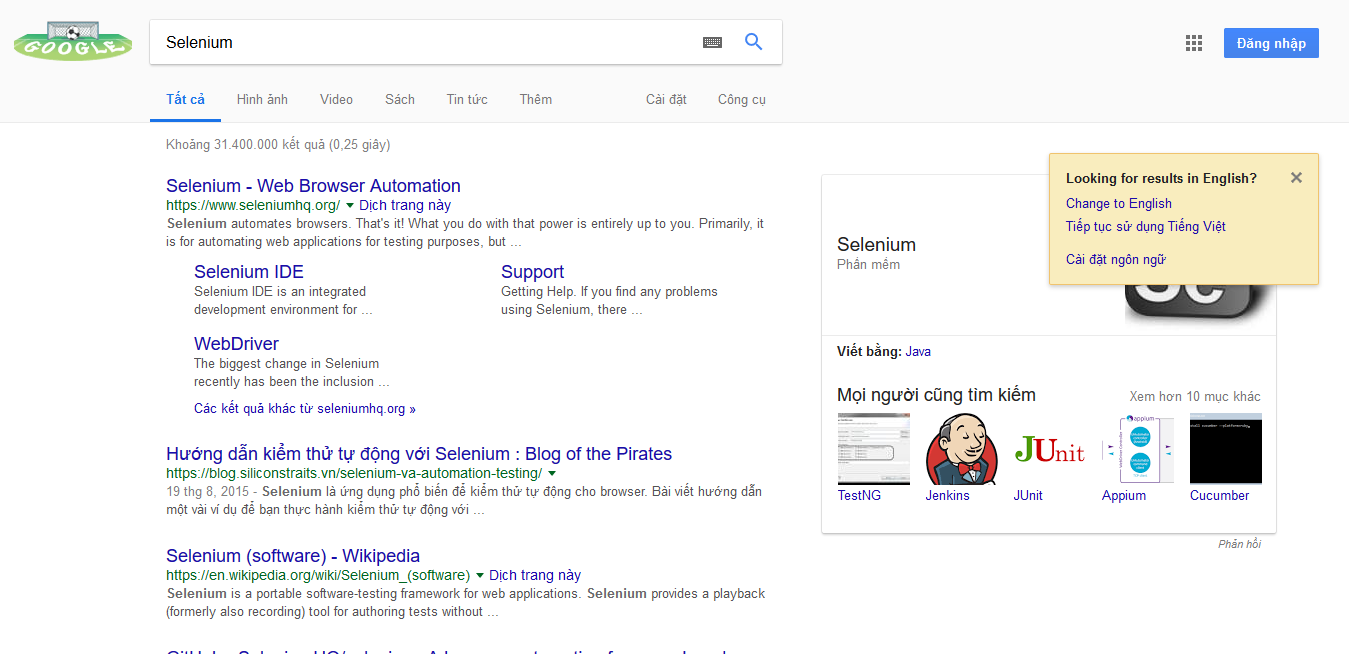 GOOGLE
Selenium
Đăng nhập
Tất cả Hình ảnh Video Sách Tin tức Thêm Cài đặt Công cụ
Khoảng 31.400.000 kết quả (0,25 giây)
Selenium - Web Browser Automation
https://www.seleniumhq.org/ ▼ Dịch trang này
Selenium automates browsers. That's it! What you do with that power is entirely up to you. Primarily, it
is for automating web applications for testing purposes, but ...
Selenium IDE
Selenium IDE is an integrated
development environment for ...
Support
Getting Help. If you find any problems
using Selenium, there ...
WebDriver
The biggest change in Selenium
recently has been the inclusion ...
Các kết quả khác từ seleniumhq.org »
Hướng dẫn kiểm thử tự động với Selenium : Blog of the Pirates
https://blog.siliconstraits.vn/selenium-va-automation-testing/ ▼
19 thg 8, 2015 - Selenium là ứng dụng phổ biến để kiểm thử tự động cho browser. Bài viết hướng dẫn
một vài ví dụ để bạn thực hành kiểm thử tự động với ...
Selenium (software) - Wikipedia
https://en.wikipedia.org/wiki/Selenium_(software) ▼ Dịch trang này
Selenium is a portable software-testing framework for web applications. Selenium provides a playback
(formerly also recording) tool for authoring tests without ...
Looking for results in English?
Change to English
Tiếp tục sử dụng Tiếng Việt
Cài đặt ngôn ngữ
Selenium
Phần mềm
Viết bằng: Java
Mọi người cũng tìm kiếm
Xem hơn 10 mục khác
JUnit
appium
TestNG Jenkins JUnit Appium Cucumber
Phản hồi